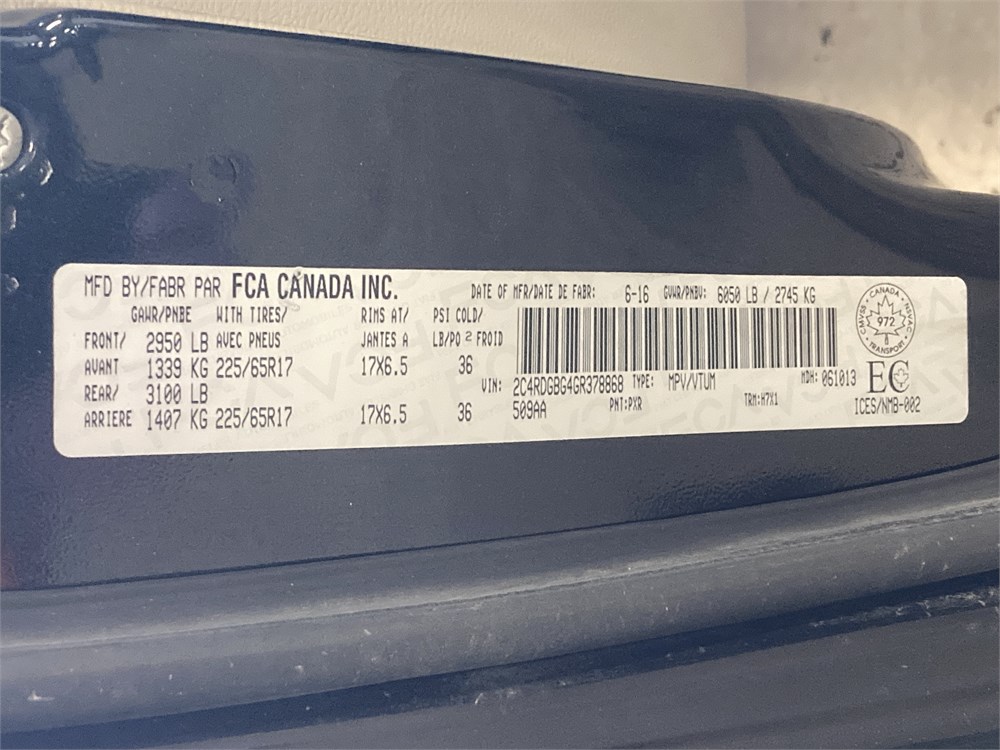 MFD BY/FABR PAR FCA CANADA INC. DATE OF MFR/DATE DE FABR: 6-16 GVWR/PNBV: 6050 LB / 2745 KG
GAWR/PNBE WITH TIRES/ RIMS AT/ PSI COLD/
FRONT/ 2950 LB AVEC PNEUS JANTES A LB/PO 2 FROID
AVANT 1339 KG 225/65R17 17X6.5 36
REAR/ 3100 LB
ARRIERE 1407 KG 225/65R17 17X6.5 36
VIN: 2C4RDGBG4GR378868 TYPE: MPV/VTUM MDH: 061013
509AA PNT:PXR TRM:H7X1
CANADA
CMVSS NSVAC
972
8
TRANSPORT
EC
ICES/NMB-002